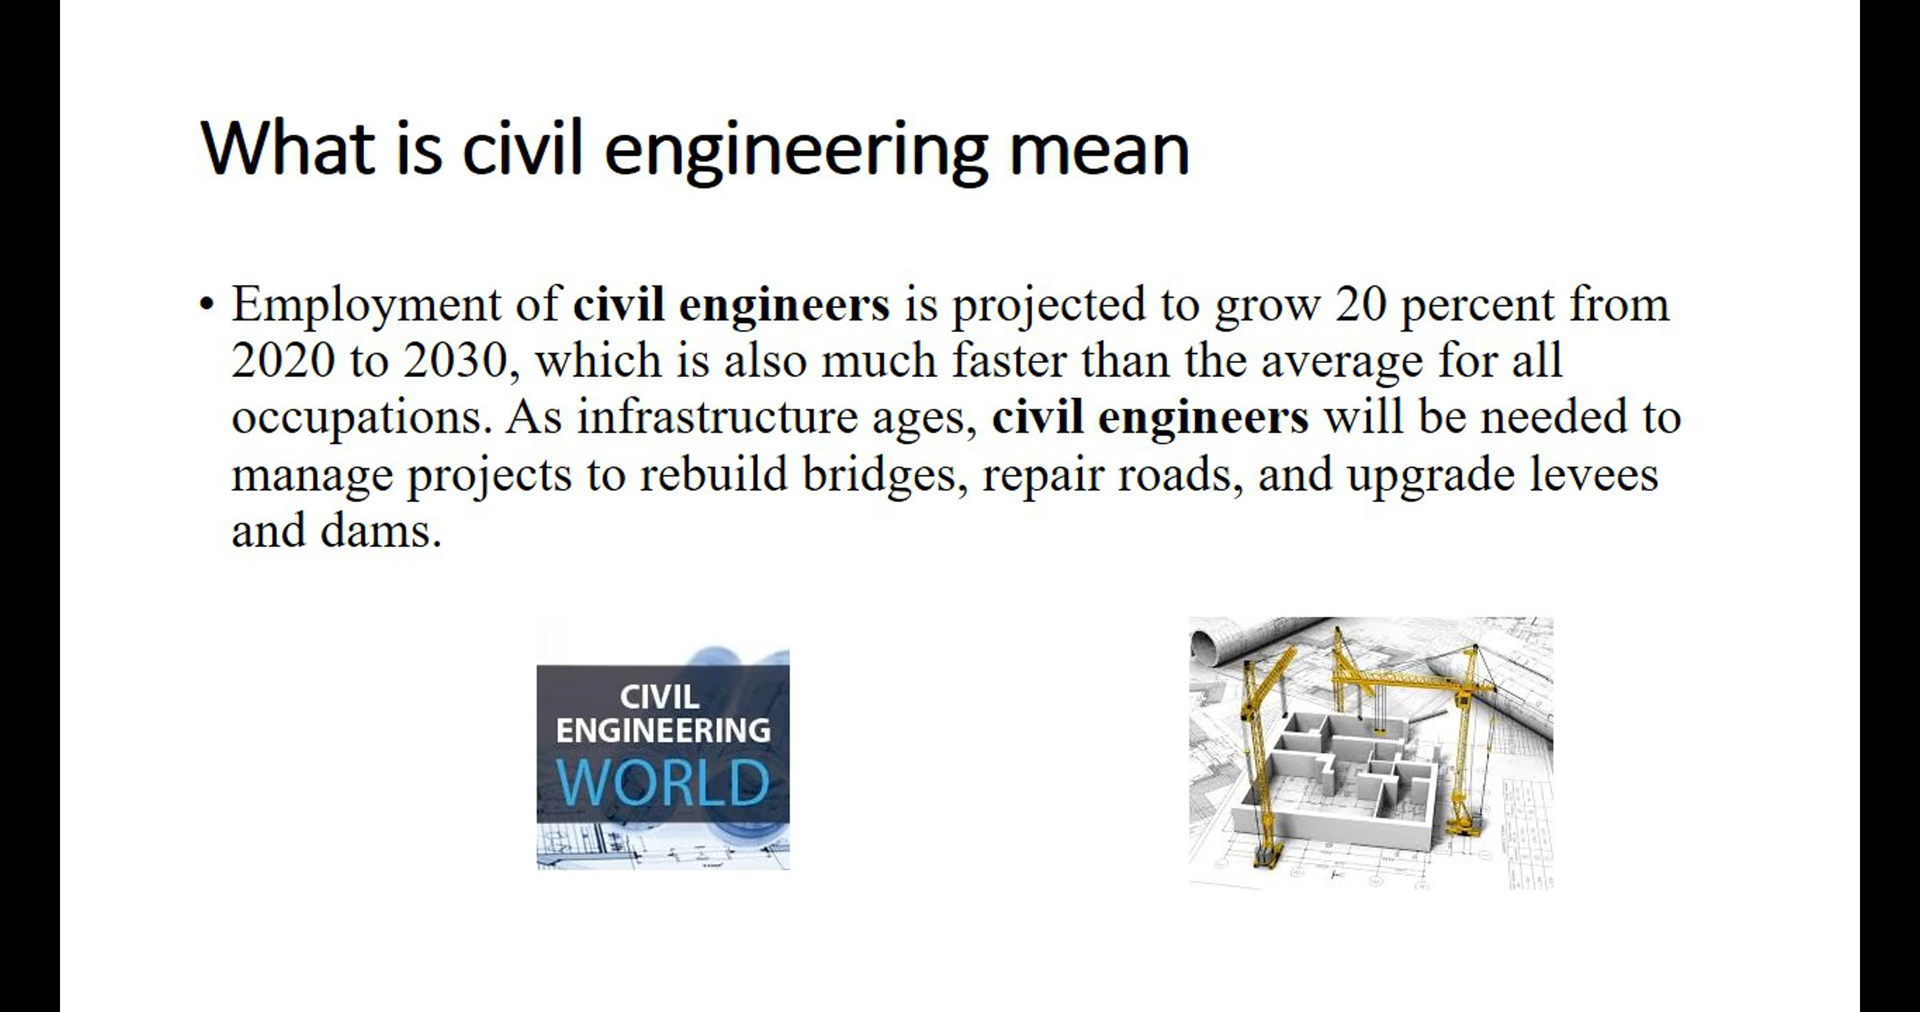 What is civil engineering mean
• Employment of civil engineers is projected to grow 20 percent from
2020 to 2030, which is also much faster than the average for all
occupations. As infrastructure ages, civil engineers will be needed to
manage projects to rebuild bridges, repair roads, and upgrade levees
and dams.
CIVIL
ENGINEERING
WORLD